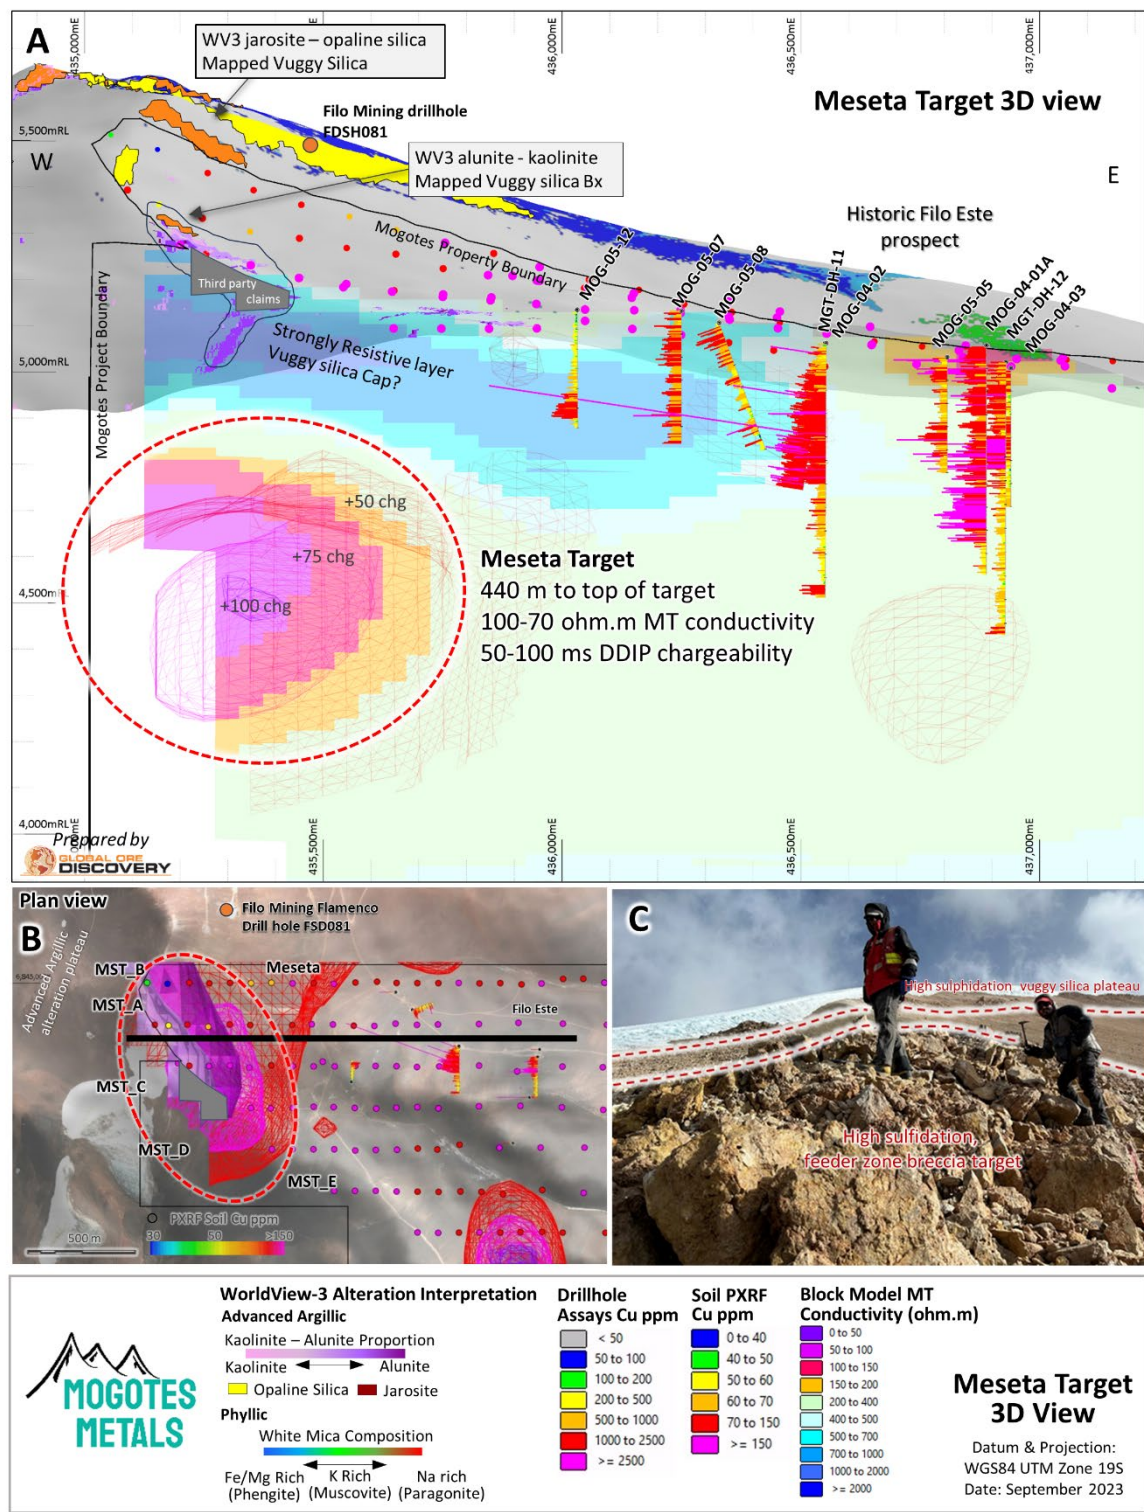 A
435,000mE
436,000mE
436,500mE
437,000mE
WV3 jarosite – opaline silica
Mapped Vuggy Silica
Meseta Target 3D view
Filo Mining drillhole
FDSH081
5,500mRL
W
WV3 alunite - kaolinite
Mapped Vuggy silica Bx
E
Historic Filo Este
prospect
Mogotes Property Boundary
MOG-05-12
MOG-05-07
MOG-05-08
MGT-DH-11
MOG-04-02
MOG-05-05
MOG-04-01A
MGT-DH-12
MOG-04-03
Third party
claims
Mogotes Project Boundary
5,000mRL
Strongly Resistive layer
Vuggy silica Cap?
+50 chg
+75 chg
+100 chg
Meseta Target
440 m to top of target
100-70 ohm.m MT conductivity
50-100 ms DDIP chargeability
4,500mRL
4,000mRL
435,500mE
436,000mE
436,500mE
437,000mE
Prepared by
GLOBAL ORE
DISCOVERY
Plan view
B
Filo Mining Flamenco
Drill hole FSD081
Advanced Argillic -
alteration plateau
MST_B
Meseta
MST_A
Filo Este
MST_C
MST_D
MST_E
PXRF Soil Cu ppm
30 50 >150
500 m
C
High sulphidation vuggy silica plateau
High sulfidation,
feeder zone breccia target
MOGOTES
METALS
WorldView-3 Alteration Interpretation
Advanced Argillic
Kaolinite – Alunite Proportion
Kaolinite Alunite
Opaline Silica Jarosite
Phyllic
White Mica Composition
Fe/Mg Rich K Rich Na rich
(Phengite) (Muscovite) (Paragonite)
Drillhole
Assays Cu ppm
< 50
50 to 100
100 to 200
200 to 500
500 to 1000
1000 to 2500
>= 2500
Soil PXRF
Cu ppm
0 to 40
40 to 50
50 to 60
60 to 70
70 to 150
>= 150
Block Model MT
Conductivity (ohm.m)
0 to 50
50 to 100
100 to 150
150 to 200
200 to 400
400 to 500
500 to 700
700 to 1000
1000 to 2000
>= 2000
Meseta Target
3D View
Datum & Projection:
WGS84 UTM Zone 19S
Date: September 2023